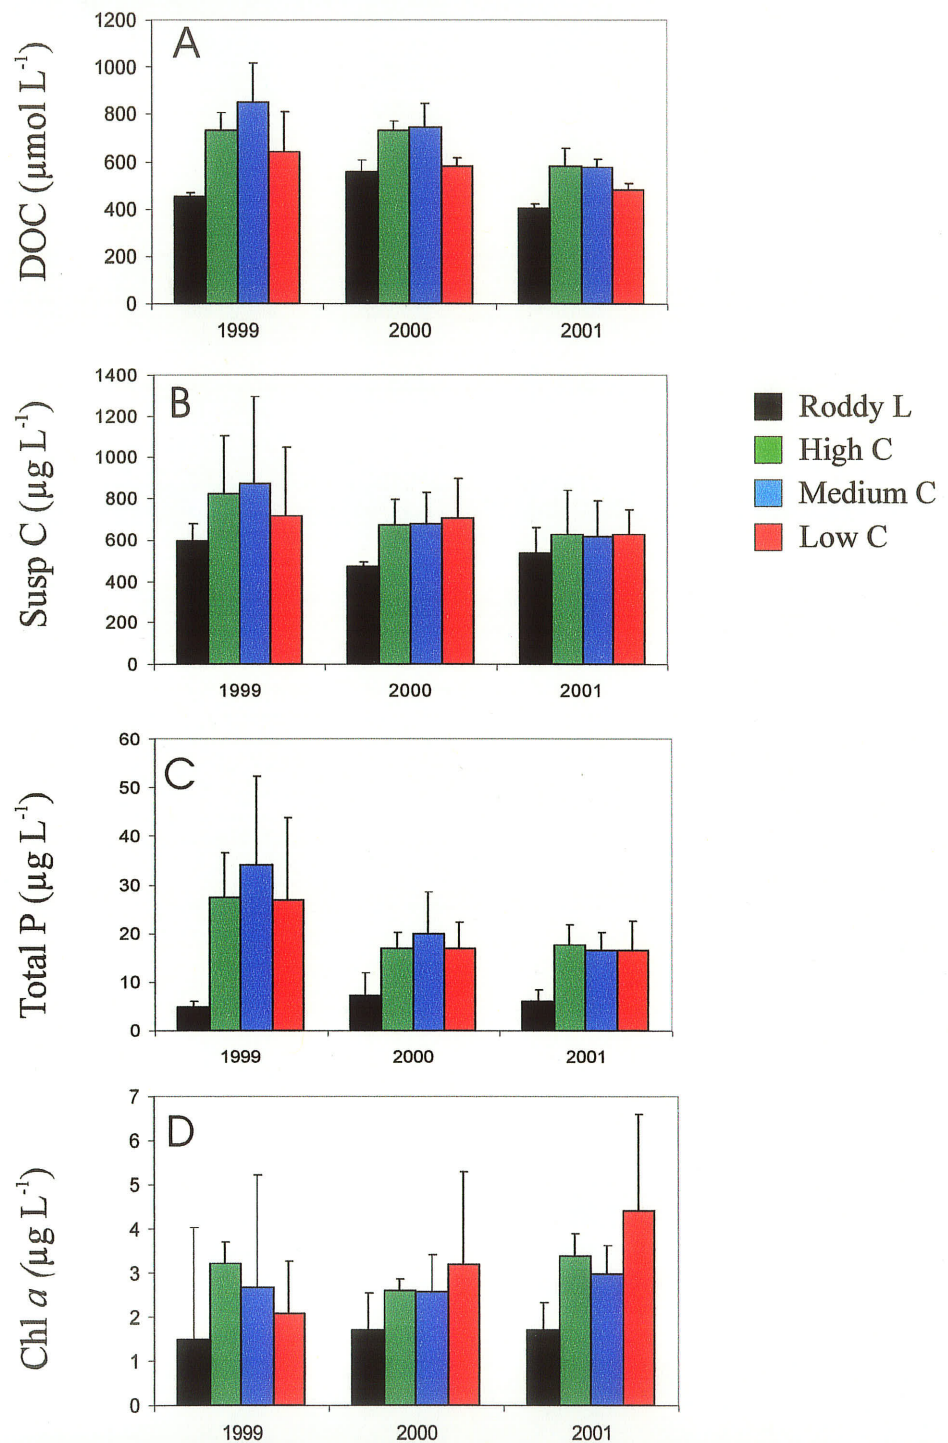 A
DOC (µmol L-1)
1200
1000
800
600
400
200
0
1999 2000 2001
B
Susp C (µg L-1)
1400
1200
1000
800
600
400
200
0
1999 2000 2001
Roddy L
High C
Medium C
Low C
C
Total P (µg L-1)
60
50
40
30
20
10
0
1999 2000 2001
D
Chl a (µg L-1)
7
6
5
4
3
2
1
0
1999 2000 2001